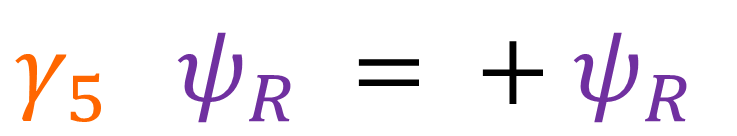 γ₅ ψ_R = + ψ_R